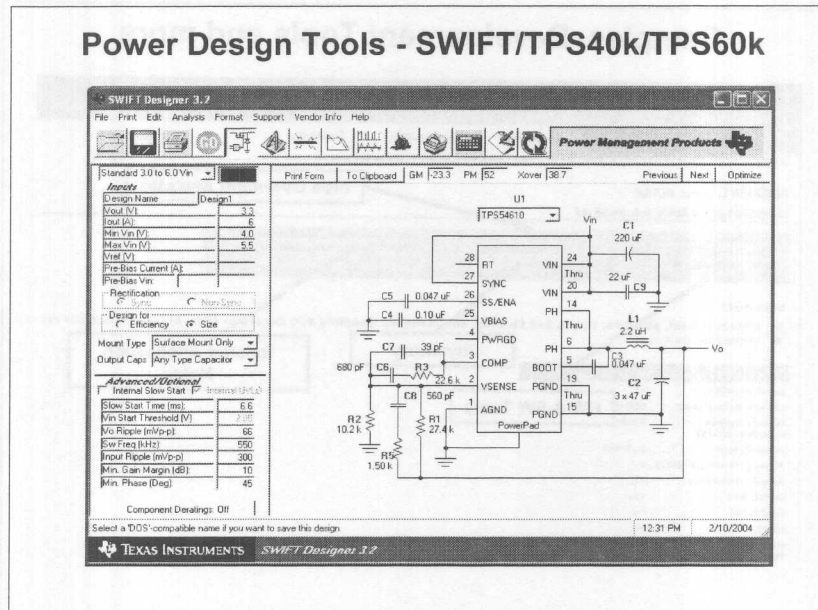 Power Design Tools - SWIFT/TPS40k/TPS60k
SWIFT Designer 3.2
File Print Edit Analysis Format Support Vendor Info Help
GO
Power Management Products
Standard 3.0 to 6.0 Vin
Print Form To Clipboard GM -23.3 PM 52 Xover 38.7 Previous Next Optimize
Inputs
Design Name Design1
Vout (V): 3.3
Iout (A): 6
Min Vin (V): 4.0
Max Vin (V): 5.5
Vref (V):
Pre-Bias Current (A):
Pre-Bias Vin:
Rectification
Sync Non-Sync
Design for
Efficiency Size
Mount Type Surface Mount Only
Output Caps Any Type Capacitor
Advanced/Optional
Internal Slow Start
Slow Start Time (ms): 6.6
Vin Start Threshold (V)
Vo Ripple (mVp-p): 66
Sw Freq (kHz): 550
Input Ripple (mVp-p) 300
Min. Gain Margin (dB): 10
Min. Phase (Deg): 45
Component Deratings: Off
U1
TPS54610
Vin
C1
220 uF
22 uF
C9
28 RT
27 SYNC
26 SS/ENA
25 VBIAS
4 PWRGD
3 COMP
2 VSENSE
1 AGND
VIN 24
Thru
VIN 20
PH 14
Thru
PH 6
BOOT 5
PGND 19
Thru
PGND 15
PowerPad
C5 0.047 uF
C4 0.10 uF
C7 39 pF
680 pF C6 R3
22.6 k
C8 560 pF
R2
10.2 k
R1
27.4 k
R5
1.50 k
L1
2.2 uH
Vo
C3
0.047 uF
C2
3 x 47 uF
Select a 'DOS'-compatible name if you want to save this design.
12:31 PM 2/10/2004
TEXAS INSTRUMENTS SWIFT Designer 3.2